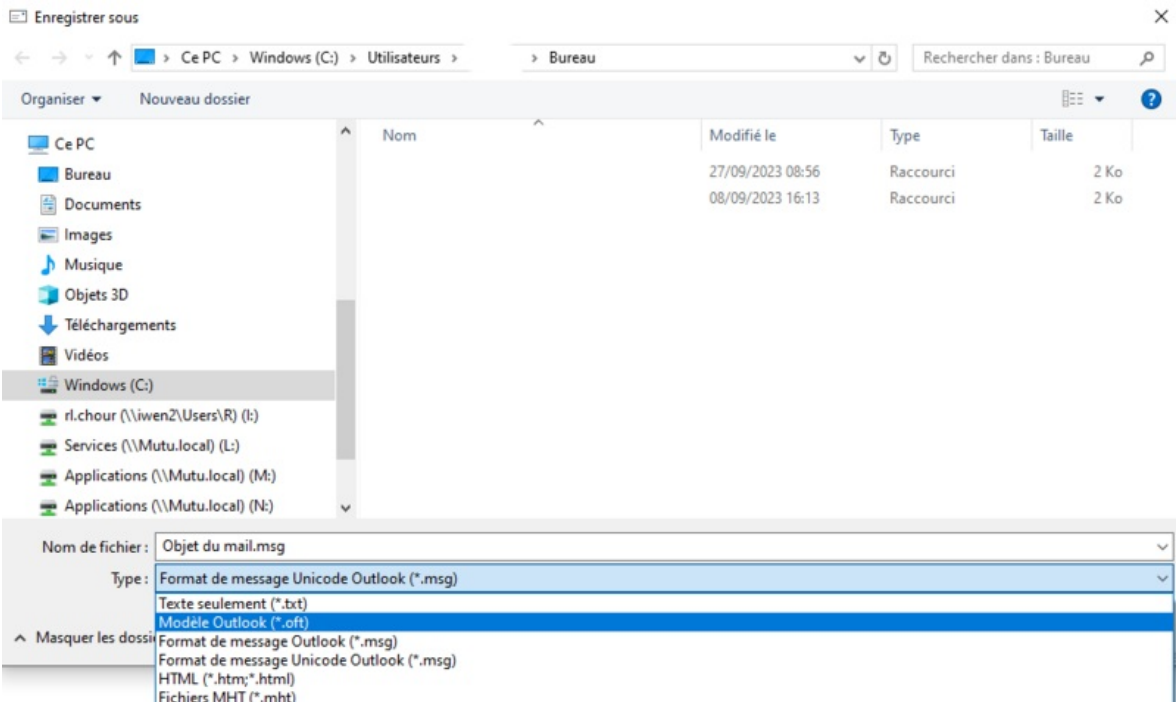 Enregistrer sous
Ce PC > Windows (C:) > Utilisateurs > > Bureau
Rechercher dans : Bureau
Organiser Nouveau dossier
Nom Modifié le Type Taille
27/09/2023 08:56 Raccourci 2 Ko
08/09/2023 16:13 Raccourci 2 Ko
Ce PC
Bureau
Documents
Images
Musique
Objets 3D
Téléchargements
Vidéos
Windows (C:)
rl.chour (\\iwen2\Users\R) (I:)
Services (\\Mutu.local) (L:)
Applications (\\Mutu.local) (M:)
Applications (\\Mutu.local) (N:)
Nom de fichier : Objet du mail.msg
Type : Format de message Unicode Outlook (*.msg)
Texte seulement (*.txt)
Modèle Outlook (*.oft)
Masquer les dossi
Format de message Outlook (*.msg)
Format de message Unicode Outlook (*.msg)
HTML (*.htm;*.html)
Fichiers MHT (*.mht)